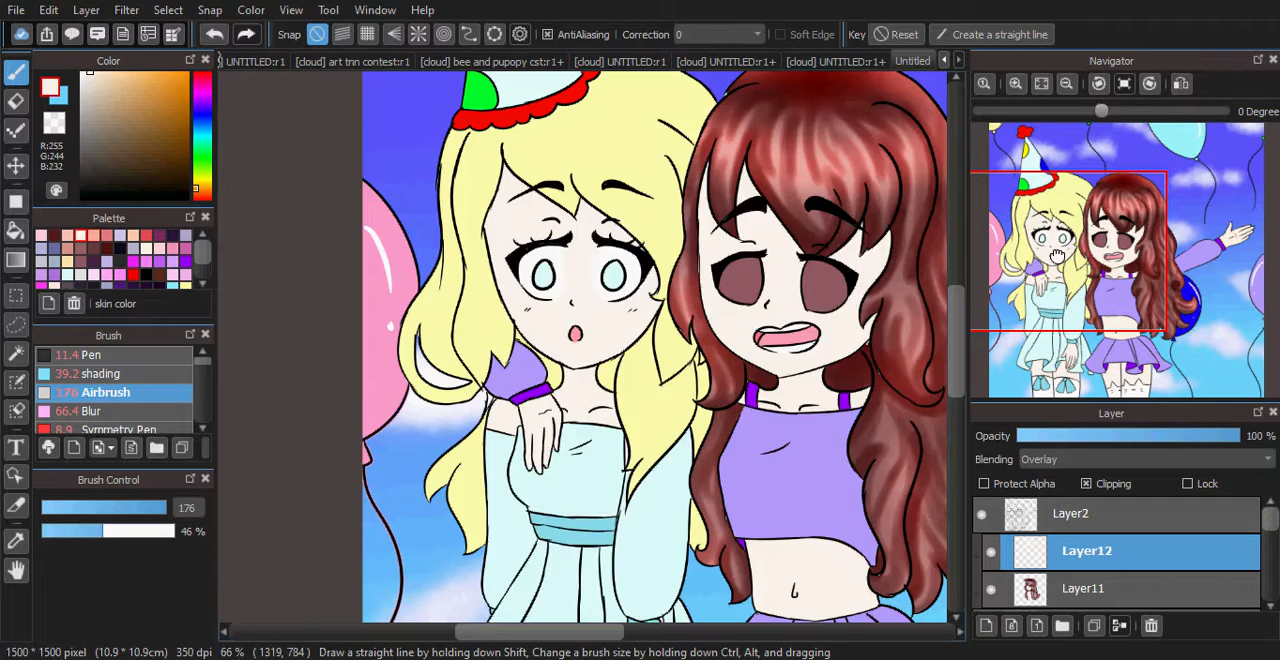 File Edit Layer Filter Select Snap Color View Tool Window Help
Snap AntiAliasing Correction 0 Soft Edge Key Reset Create a straight line
UNTITLED:r1 [cloud] art tnn contest:r1 [cloud] bee and pupopy cst:r1+ [cloud] UNTITLED:r1 [cloud] UNTITLED:r1+ [cloud] UNTITLED:r1+ Untitled
Color
R:255
G:244
B:232
Palette
skin color
Brush
11.4 Pen
39.2 shading
176 Airbrush
66.4 Blur
8.9 Symmetry Pen
Brush Control
176
46 %
Navigator
0 Degree
Layer
Opacity 100 %
Blending Overlay
Protect Alpha Clipping Lock
Layer2
Layer12
Layer11
1500 * 1500 pixel (10.9 * 10.9cm) 350 dpi 66 % ( 1319, 784 ) Draw a straight line by holding down Shift, Change a brush size by holding down Ctrl, Alt, and dragging